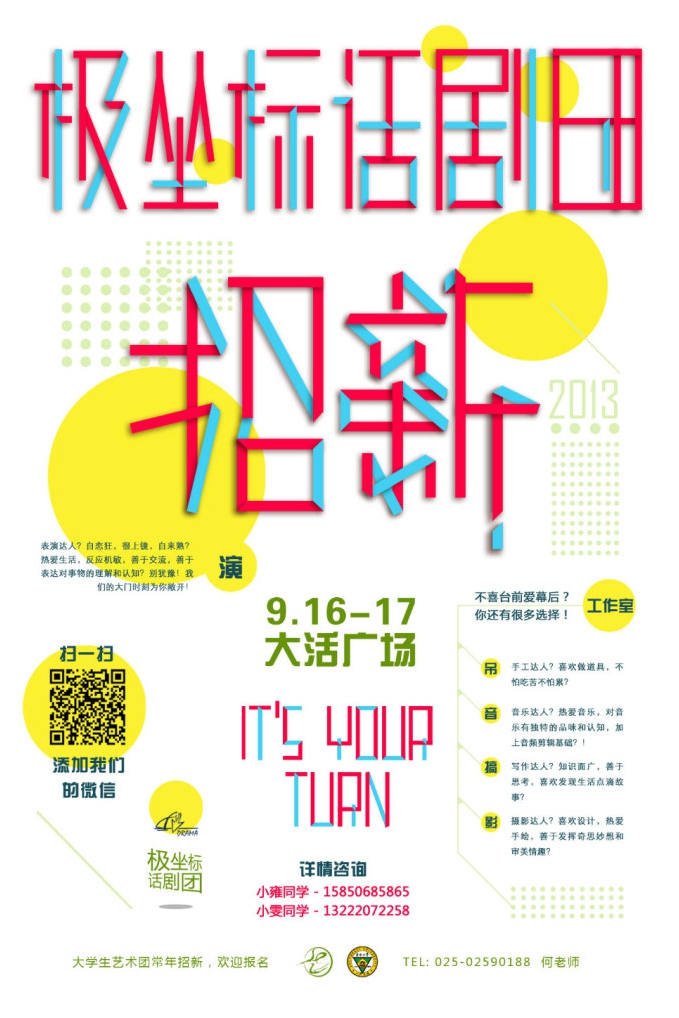 极坐标话剧团
招新
2013
表演达人？自恋狂，很上镜，自来熟？
热爱生活，反应机敏，善于交流，善于
表达对事物的理解和认知？别犹豫！我
们的大门时刻为你敞开！
演
9.16-17
大活广场
不喜台前爱幕后？
你还有很多选择！
工作室
吊
手工达人？喜欢做道具，不
怕吃苦不怕累？
音
音乐达人？热爱音乐，对音
乐有独特的品味和认知，加
上音频剪辑基础？！
搞
写作达人？知识面广，善于
思考，喜欢发现生活点滴故
事？
影
摄影达人？喜欢设计，热爱
手绘，善于发挥奇思妙想和
审美情趣？
扫一扫
添加我们
的微信
IT'S YOUR
TURN
DRAMA
极坐标
话剧团
详情咨询
小雍同学 - 15850685865
小雯同学 - 13222072258
大学生艺术团常年招新，欢迎报名
TEL: 025-02590188 何老师